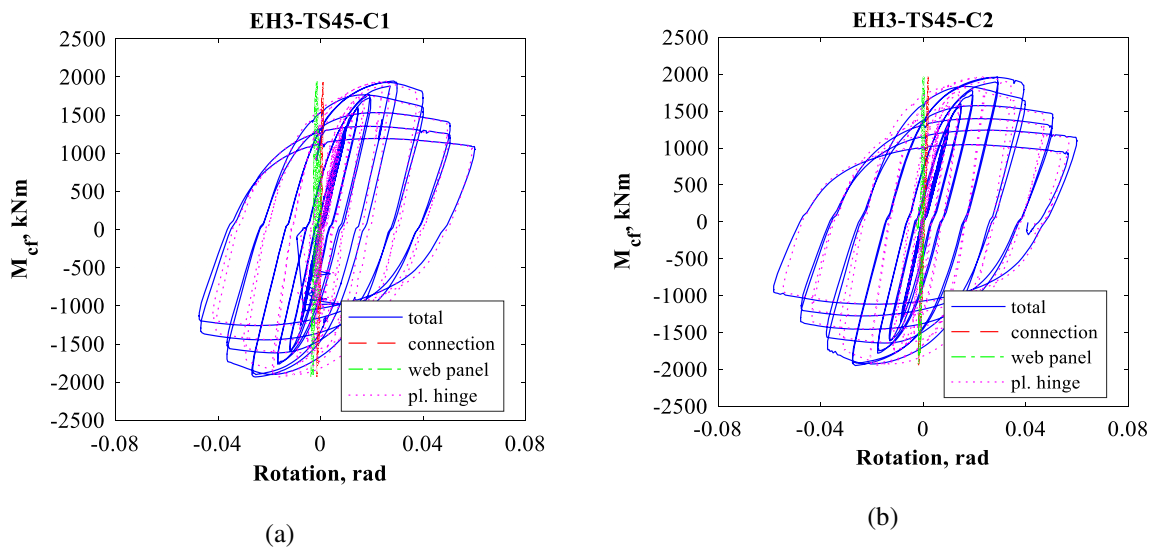 EH3-TS45-C1
2500
2000
1500
1000
500
0
-500
-1000
-1500
-2000
-2500
-0.08
-0.04
0
0.04
0.08
M_cf, kNm
Rotation, rad
total
connection
web panel
pl. hinge
(a)
EH3-TS45-C2
2500
2000
1500
1000
500
0
-500
-1000
-1500
-2000
-2500
-0.08
-0.04
0
0.04
0.08
M_cf, kNm
Rotation, rad
total
connection
web panel
pl. hinge
(b)